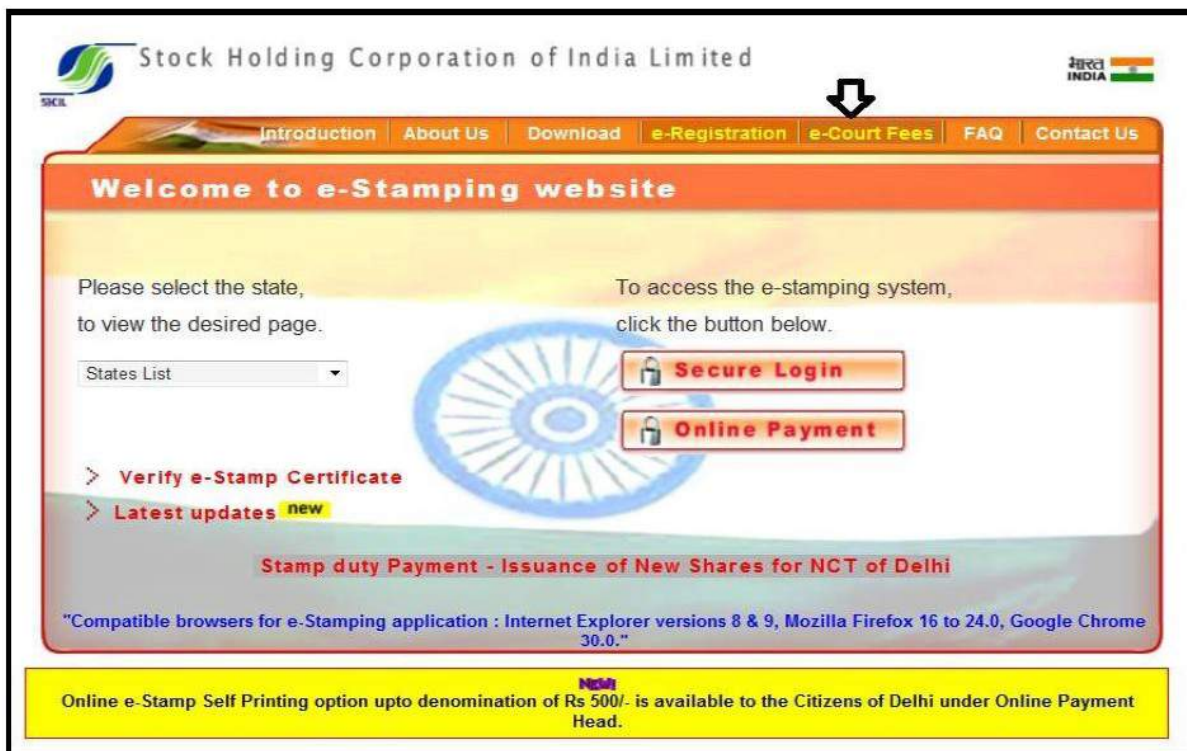 Stock Holding Corporation of India Limited
SHCIL
भारत
INDIA
Introduction About Us Download e-Registration e-Court Fees FAQ Contact Us
Welcome to e-Stamping website
Please select the state,
to view the desired page.
States List
To access the e-stamping system,
click the button below.
Secure Login
Online Payment
> Verify e-Stamp Certificate
> Latest updates new
Stamp duty Payment - Issuance of New Shares for NCT of Delhi
"Compatible browsers for e-Stamping application : Internet Explorer versions 8 & 9, Mozilla Firefox 16 to 24.0, Google Chrome
30.0."
NEW!
Online e-Stamp Self Printing option upto denomination of Rs 500/- is available to the Citizens of Delhi under Online Payment
Head.